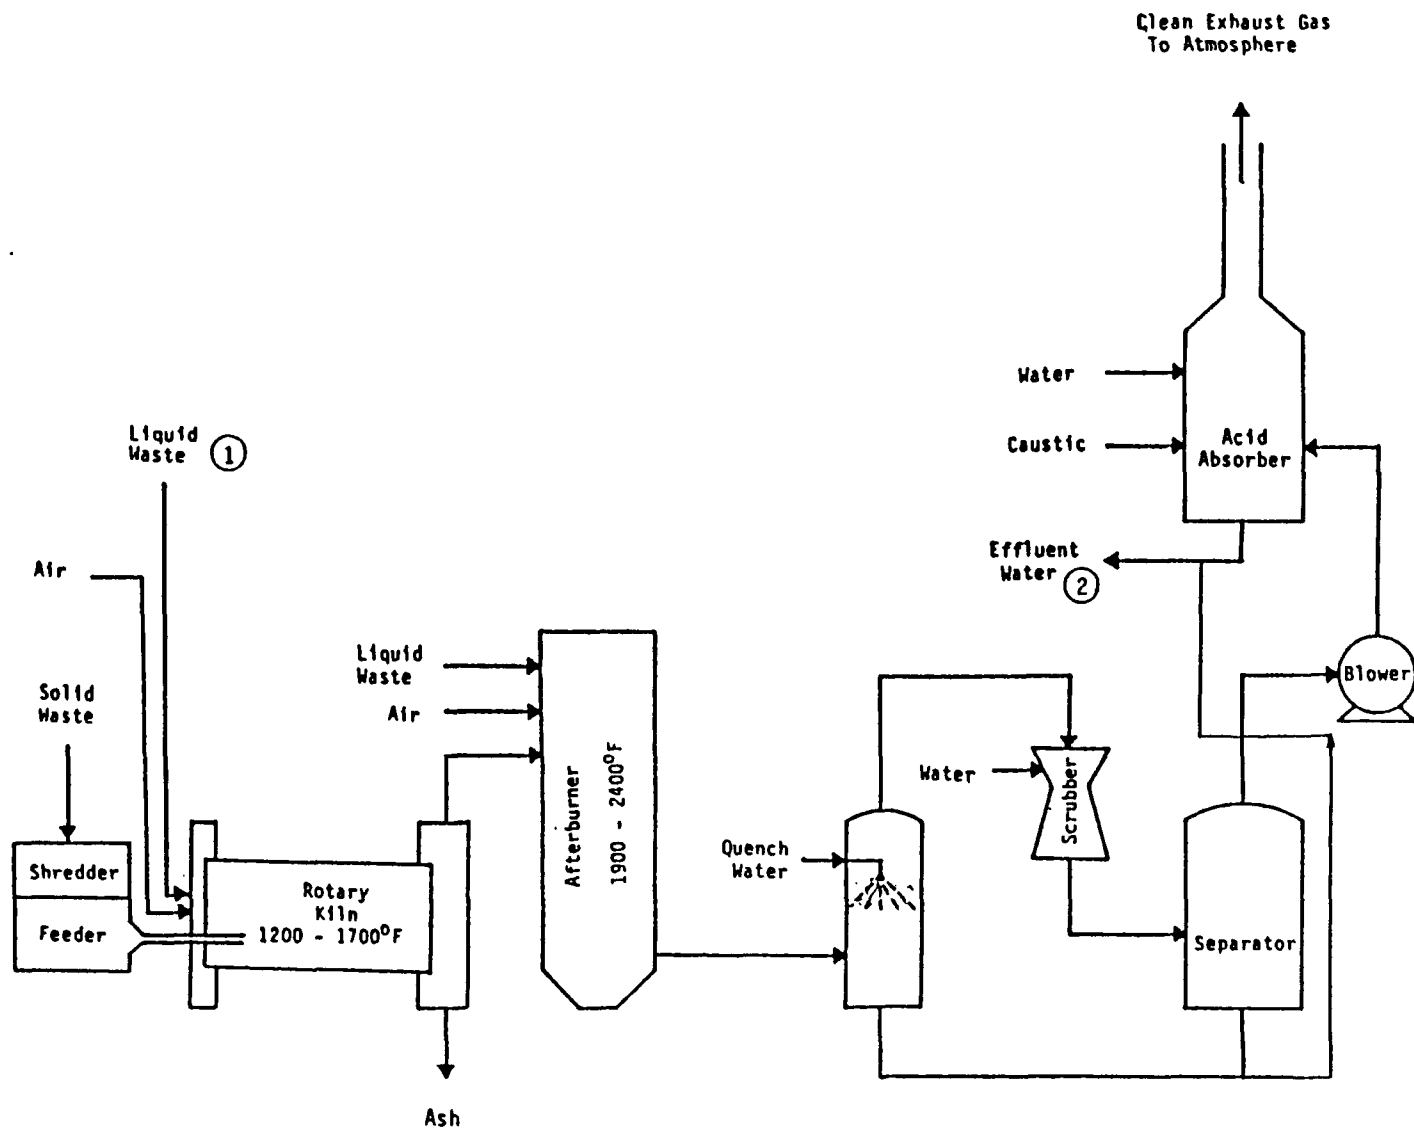 Clean Exhaust Gas
To Atmosphere
Water
Caustic
Acid
Absorber
Liquid
Waste
1
Effluent
Water
2
Air
Liquid
Waste
Air
Solid
Waste
Blower
Afterburner
1900 - 2400°F
Water
Scrubber
Quench
Water
Shredder
Feeder
Rotary
Kiln
1200 - 1700°F
Separator
Ash